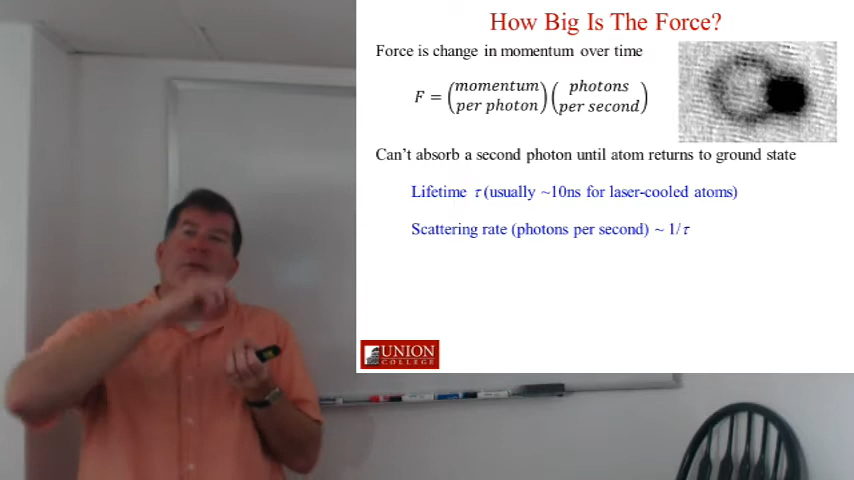 How Big Is The Force?
Force is change in momentum over time
F = (momentum per photon)(photons per second)
Can't absorb a second photon until atom returns to ground state
Lifetime τ (usually ~10ns for laser-cooled atoms)
Scattering rate (photons per second) ~ 1/τ
UNION
COLLEGE